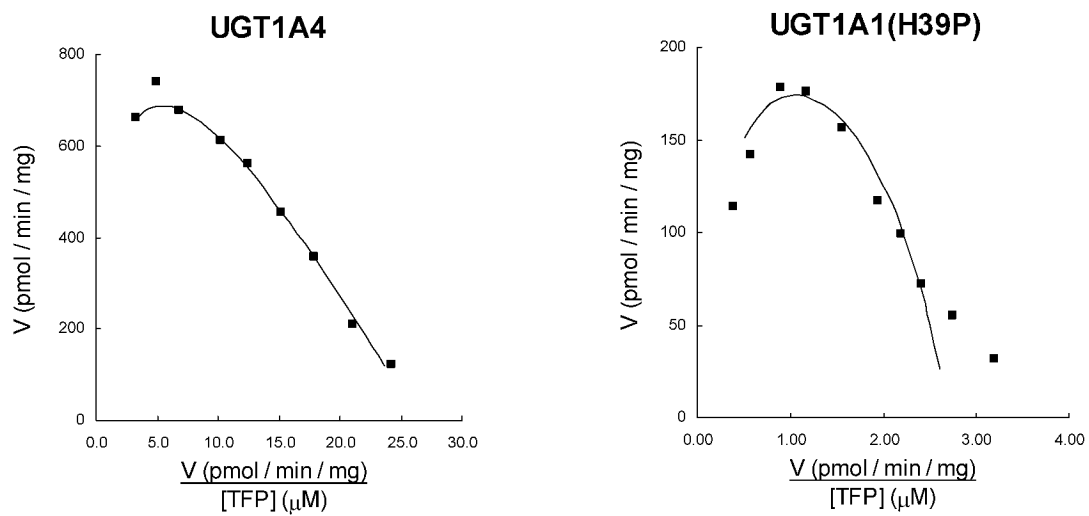 UGT1A4
800
600
400
200
0
V (pmol / min / mg)
0.0 5.0 10.0 15.0 20.0 25.0 30.0
V (pmol / min / mg)
[TFP] (μM)
UGT1A1(H39P)
200
150
100
50
0
V (pmol / min / mg)
0.00 1.00 2.00 3.00 4.00
V (pmol / min / mg)
[TFP] (μM)